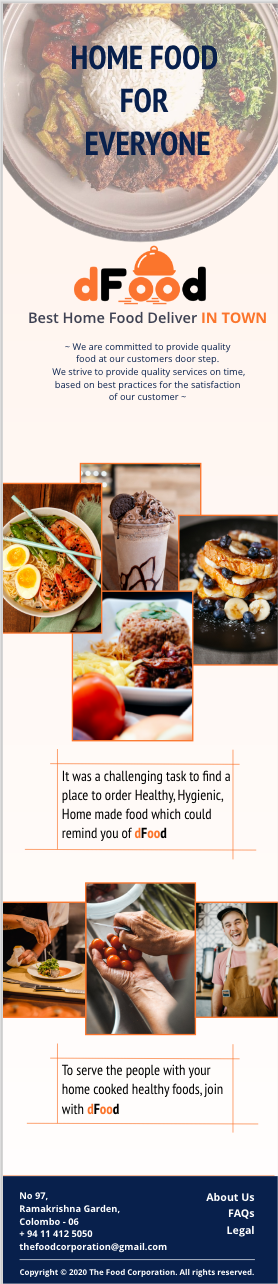 HOME FOOD
FOR
EVERYONE
dFood
Best Home Food Deliver IN TOWN
~ We are committed to provide quality
food at our customers door step.
We strive to provide quality services on time,
based on best practices for the satisfaction
of our customer ~
It was a challenging task to find a
place to order Healthy, Hygienic,
Home made food which could
remind you of dFood
To serve the people with your
home cooked healthy foods, join
with dFood
No 97,
Ramakrishna Garden,
Colombo - 06
+ 94 11 412 5050
thefoodcorporation@gmail.com
About Us
FAQs
Legal
Copyright © 2020 The Food Corporation. All rights reserved.